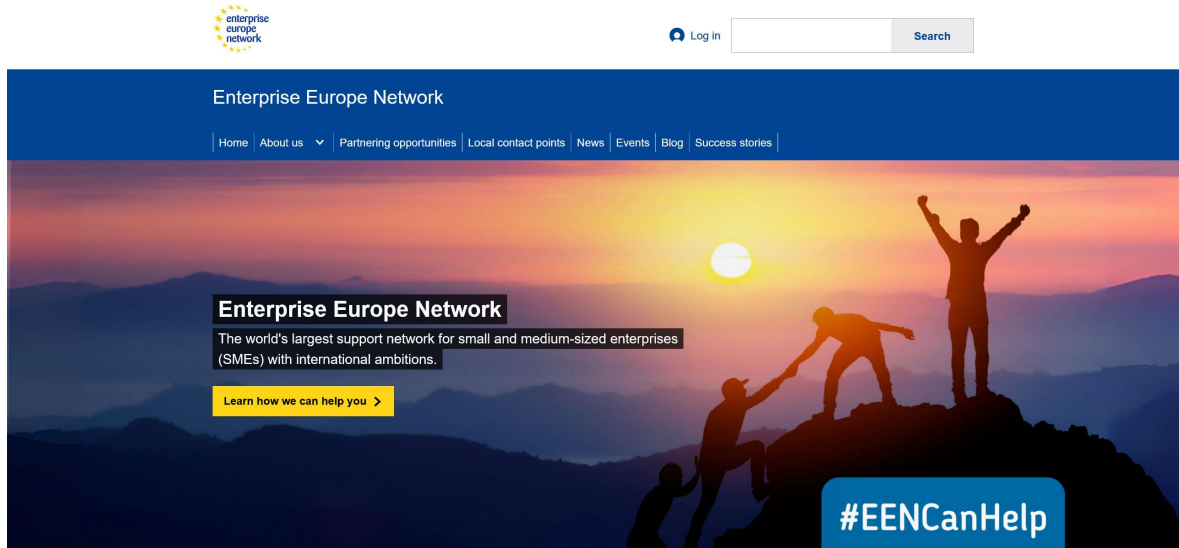 enterprise
europe
network
Log in
Search
Enterprise Europe Network
Home About us Partnering opportunities Local contact points News Events Blog Success stories
Enterprise Europe Network
The world's largest support network for small and medium-sized enterprises
(SMEs) with international ambitions.
Learn how we can help you
#EENCanHelp